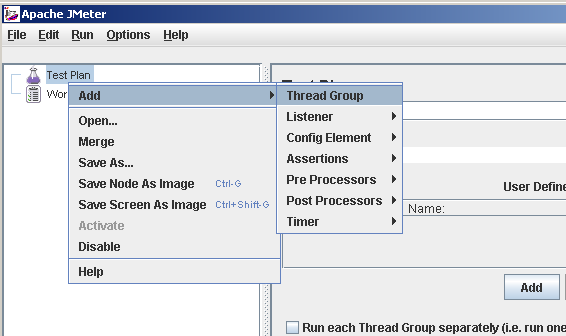 Apache JMeter
File Edit Run Options Help
Test Plan
Add
Thread Group
Open...
Listener
Merge
Config Element
Save As...
Assertions
Save Node As Image Ctrl-G
Pre Processors
Save Screen As Image Ctrl+Shift-G
Post Processors
Activate
Timer
Disable
Help
User Define
Name:
Add
Run each Thread Group separately (i.e. run one